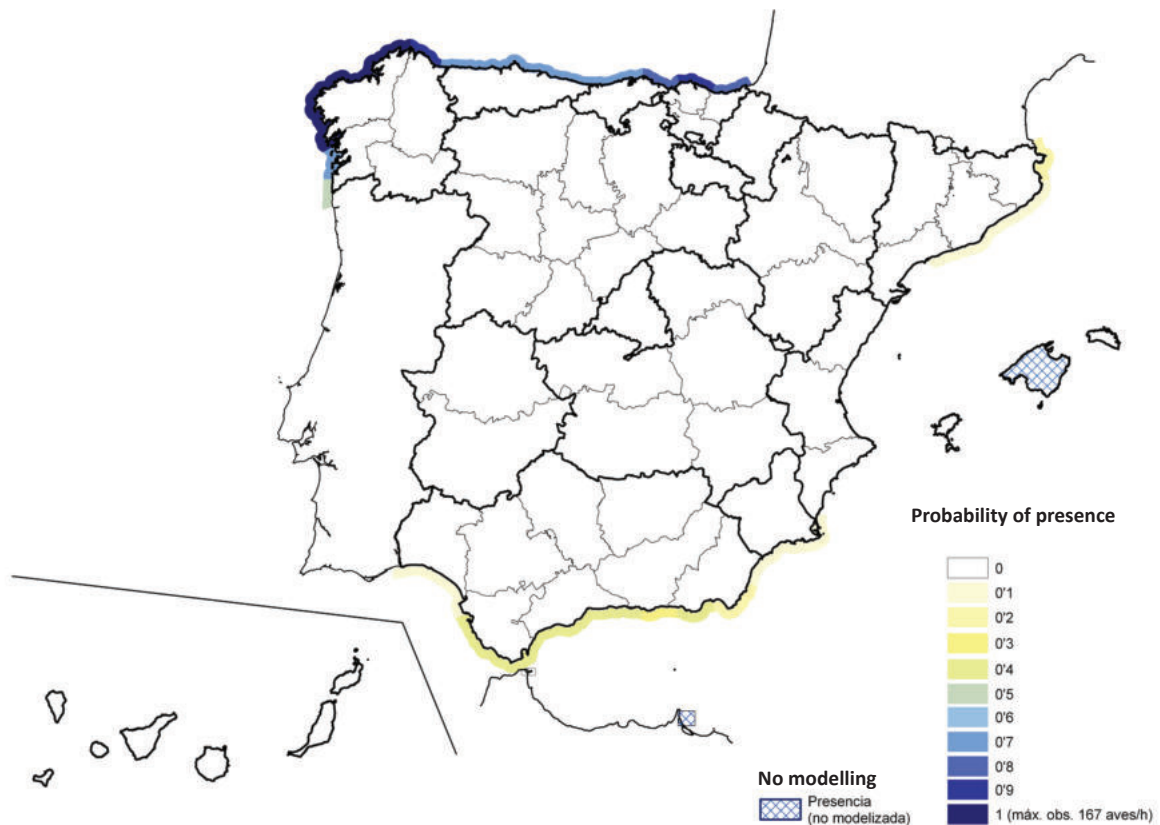 Probability of presence
0
0'1
0'2
0'3
0'4
0'5
0'6
0'7
0'8
0'9
1 (máx. obs. 167 aves/h)
No modelling
Presencia
(no modelizada)